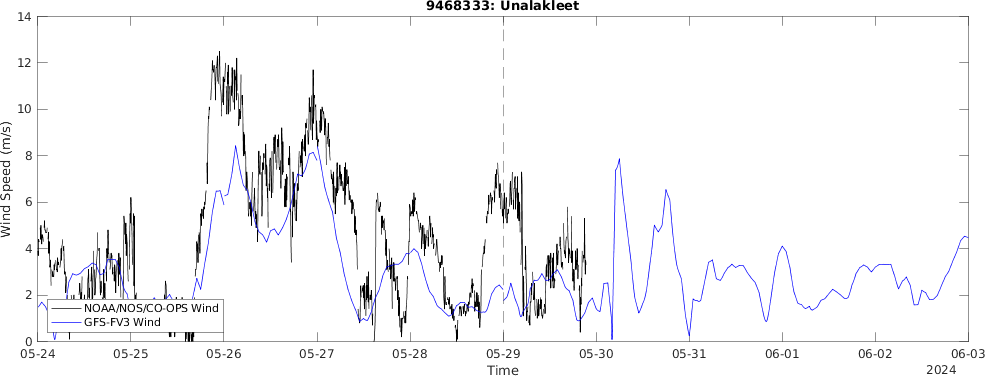 9468333: Unalakleet
14
12
10
8
6
4
2
0
Wind Speed (m/s)
NOAA/NOS/CO-OPS Wind
GFS-FV3 Wind
05-24 05-25 05-26 05-27 05-28 05-29 05-30 05-31 06-01 06-02 06-03
Time
2024